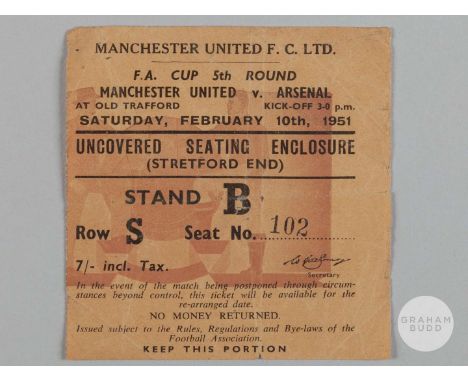 MANCHESTER UNITED F. C. LTD.
F.A. CUP 5th ROUND
MANCHESTER UNITED v. ARSENAL
AT OLD TRAFFORD KICK-OFF 3-0 p.m.
SATURDAY, FEBRUARY 10th, 1951
UNCOVERED SEATING ENCLOSURE
(STRETFORD END)
STAND B
Row S Seat No. 102
7/- incl. Tax.
Secretary
In the event of the match being postponed through circum-
stances beyond control, this ticket will be available for the
re-arranged date.
NO MONEY RETURNED.
Issued subject to the Rules, Regulations and Bye-laws of the
Football Association.
KEEP THIS PORTION
GRAHAM
BUDD